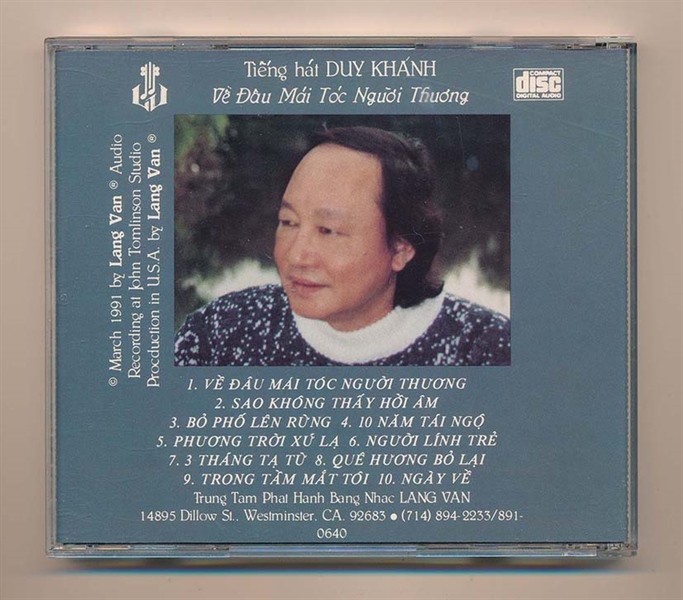 Tiếng hát DUY KHÁNH
Về Đâu Mái Tóc Người Thương
COMPACT
disc
DIGITAL AUDIO
© March 1991 by Lang Van ® Audio
Recording at John Tomlinson Studio
Procduction in U.S.A. by Lang Van ®
1. VỀ ĐÂU MÁI TÓC NGƯỜI THƯƠNG
2. SAO KHÔNG THẤY HỒI ÂM
3. BỎ PHỐ LÊN RỪNG 4. 10 NĂM TÁI NGỘ
5. PHƯƠNG TRỜI XỨ LẠ 6. NGƯỜI LÍNH TRẺ
7. 3 THÁNG TẠ TỪ 8. QUÊ HƯƠNG BỎ LẠI
9. TRONG TẦM MẮT TÔI 10. NGÀY VỀ
Trung Tam Phat Hanh Bang Nhac LANG VAN
14895 Dillow St., Westminster, CA. 92683 ● (714) 894-2233/891-
0640